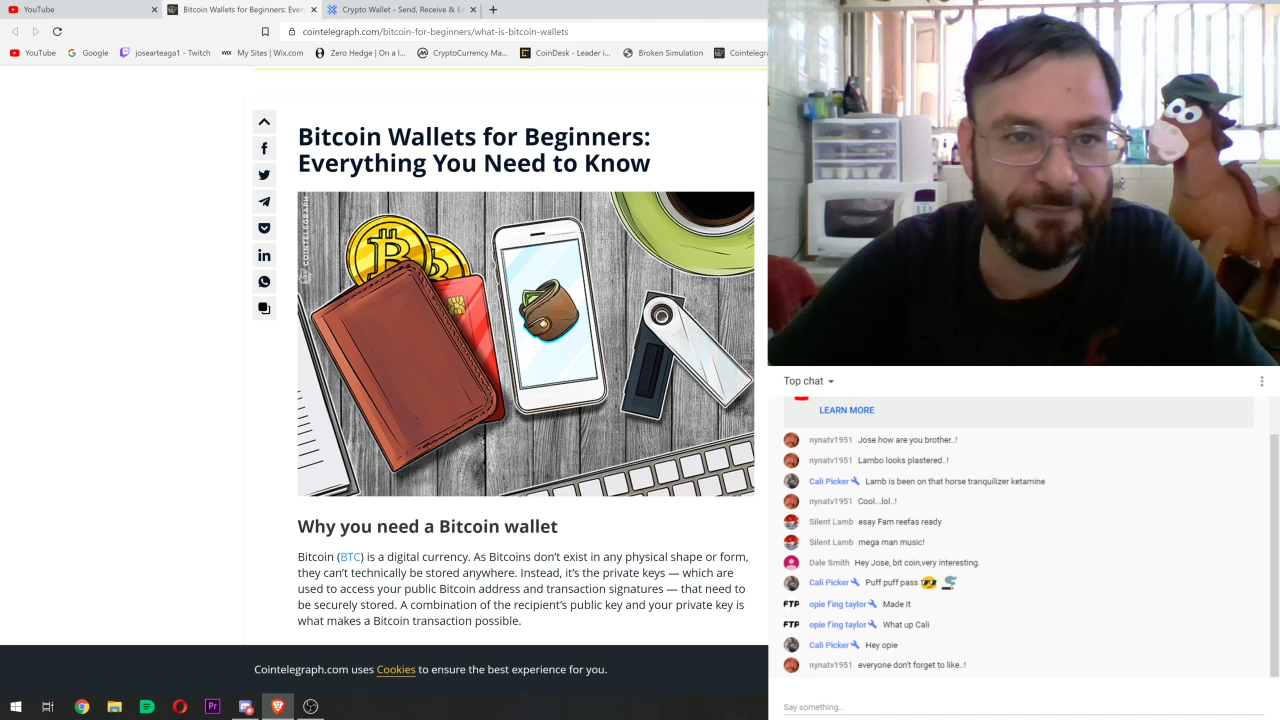 YouTube
Bitcoin Wallets for Beginners: Ever
Crypto Wallet - Send, Receive & E
cointelegraph.com/bitcoin-for-beginners/what-is-bitcoin-wallets
YouTube
Google
josearteaga1 - Twitch
WIX
My Sites | Wix.com
Zero Hedge | On a l...
CryptoCurrency Ma...
CoinDesk - Leader i...
Broken Simulation
Cointelegr
Bitcoin Wallets for Beginners:
Everything You Need to Know
COINTELEGRAPH
Why you need a Bitcoin wallet
Bitcoin (BTC) is a digital currency. As Bitcoins don't exist in any physical shape or form,
they can't technically be stored anywhere. Instead, it's the private keys — which are
used to access your public Bitcoin address and transaction signatures — that need to
be securely stored. A combination of the recipient's public key and your private key is
what makes a Bitcoin transaction possible.
Cointelegraph.com uses Cookies to ensure the best experience for you.
Pr
Top chat
LEARN MORE
nynatv1951 Jose how are you brother..!
nynatv1951 Lambo looks plastered..!
Cali Picker Lamb is been on that horse tranquilizer ketamine
nynatv1951 Cool...lol..!
Silent Lamb esay Fam reefas ready
Silent Lamb mega man music!
Dale Smith Hey Jose, bit coin,very interesting.
Cali Picker Puff puff pass
FTP opie f'ing taylor Made it
FTP opie f'ing taylor What up Cali
Cali Picker Hey opie
nynatv1951 everyone don't forget to like..!
Say something...